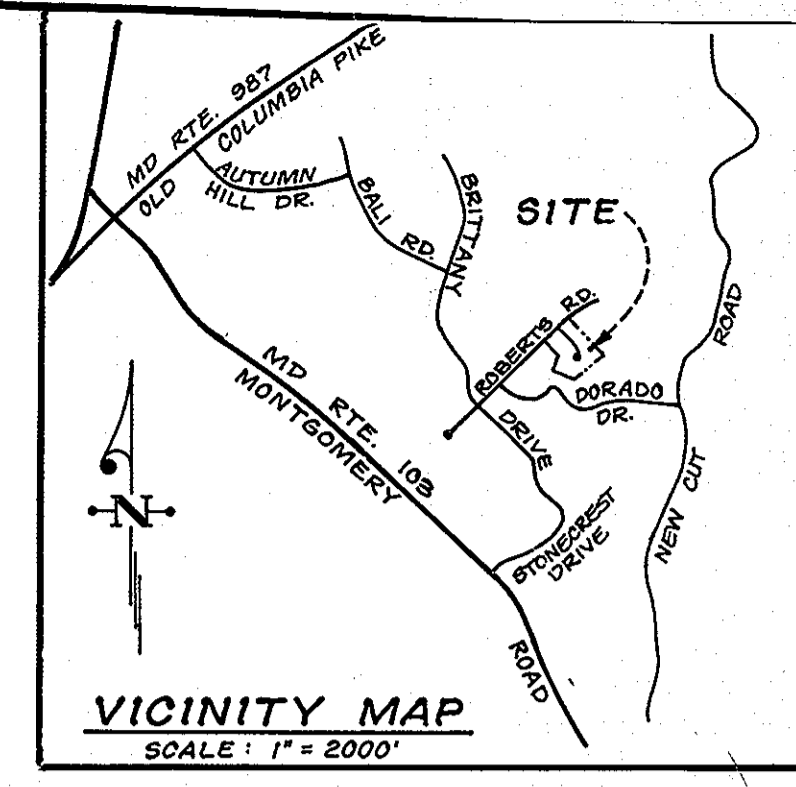 MD RTE. 987
OLD COLUMBIA PIKE
AUTUMN
HILL DR.
BALI RD.
BRITTANY DRIVE
SITE
ROBERTS RD.
DORADO
DR.
NEW CUT ROAD
MD RTE. 103
MONTGOMERY ROAD
STONECREST
DRIVE
N
VICINITY MAP
SCALE : 1" = 2000'